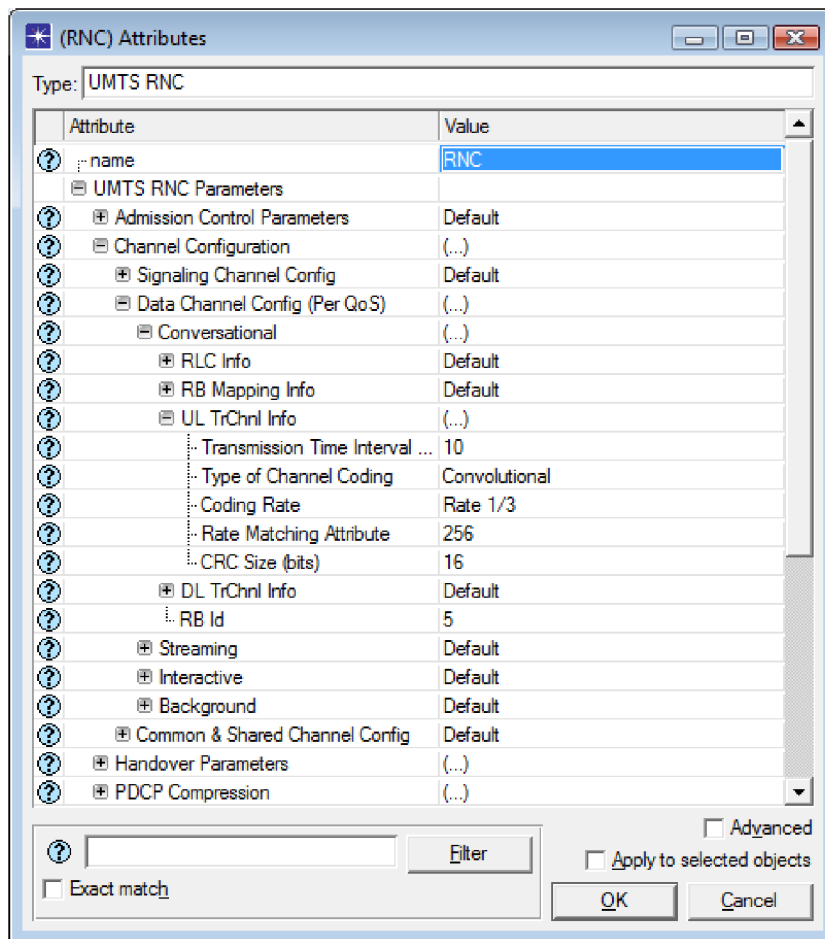 (RNC) Attributes
Type: UMTS RNC
Attribute Value
name RNC
UMTS RNC Parameters
Admission Control Parameters Default
Channel Configuration (...)
Signaling Channel Config Default
Data Channel Config (Per QoS) (...)
Conversational (...)
RLC Info Default
RB Mapping Info Default
UL TrChnl Info (...)
Transmission Time Interval ... 10
Type of Channel Coding Convolutional
Coding Rate Rate 1/3
Rate Matching Attribute 256
CRC Size (bits) 16
DL TrChnl Info Default
RB Id 5
Streaming Default
Interactive Default
Background Default
Common & Shared Channel Config Default
Handover Parameters (...)
PDCP Compression (...)
Advanced
Filter
Apply to selected objects
Exact match
OK Cancel